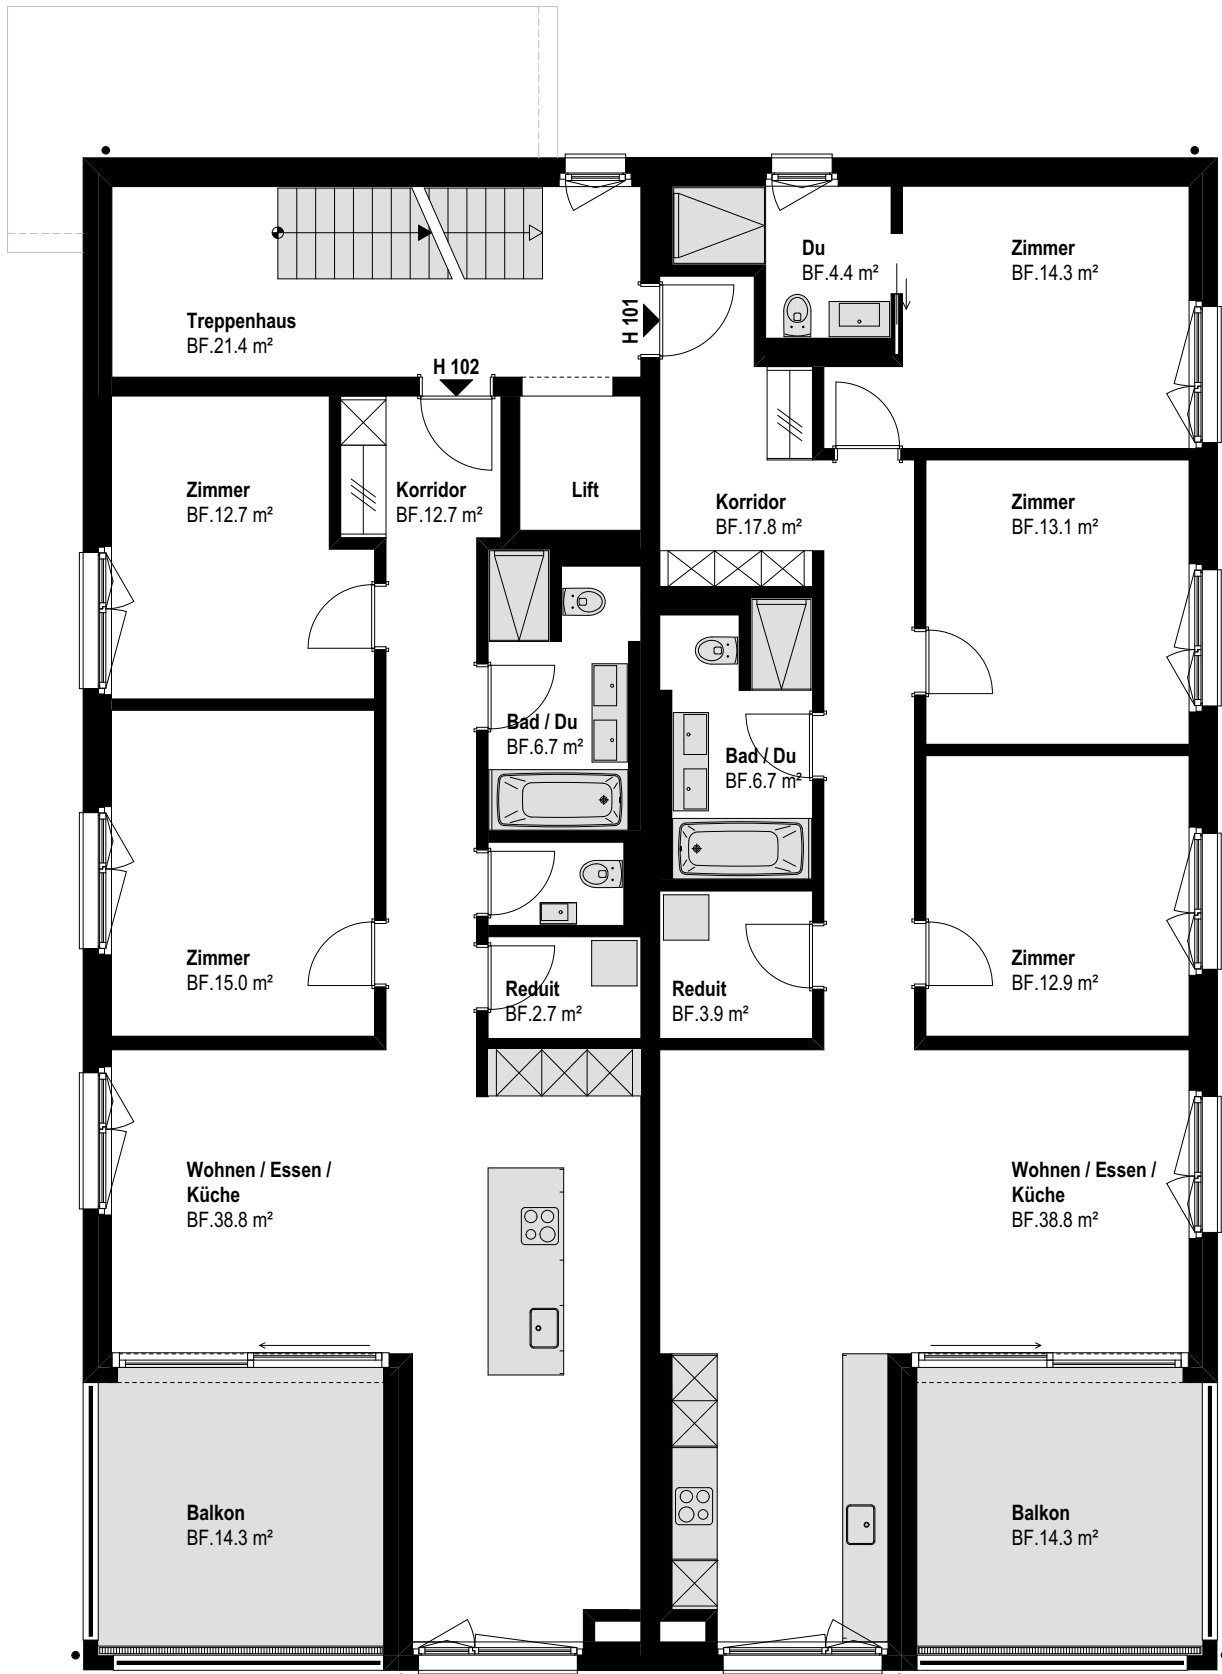 Du
BF.4.4 m²
Zimmer
BF.14.3 m²
Treppenhaus
BF.21.4 m²
H 101
H 102
Zimmer
BF.12.7 m²
Korridor
BF.12.7 m²
Lift
Korridor
BF.17.8 m²
Zimmer
BF.13.1 m²
Bad / Du
BF.6.7 m²
Bad / Du
BF.6.7 m²
Zimmer
BF.15.0 m²
Reduit
BF.2.7 m²
Reduit
BF.3.9 m²
Zimmer
BF.12.9 m²
Wohnen / Essen /
Küche
BF.38.8 m²
Wohnen / Essen /
Küche
BF.38.8 m²
Balkon
BF.14.3 m²
Balkon
BF.14.3 m²